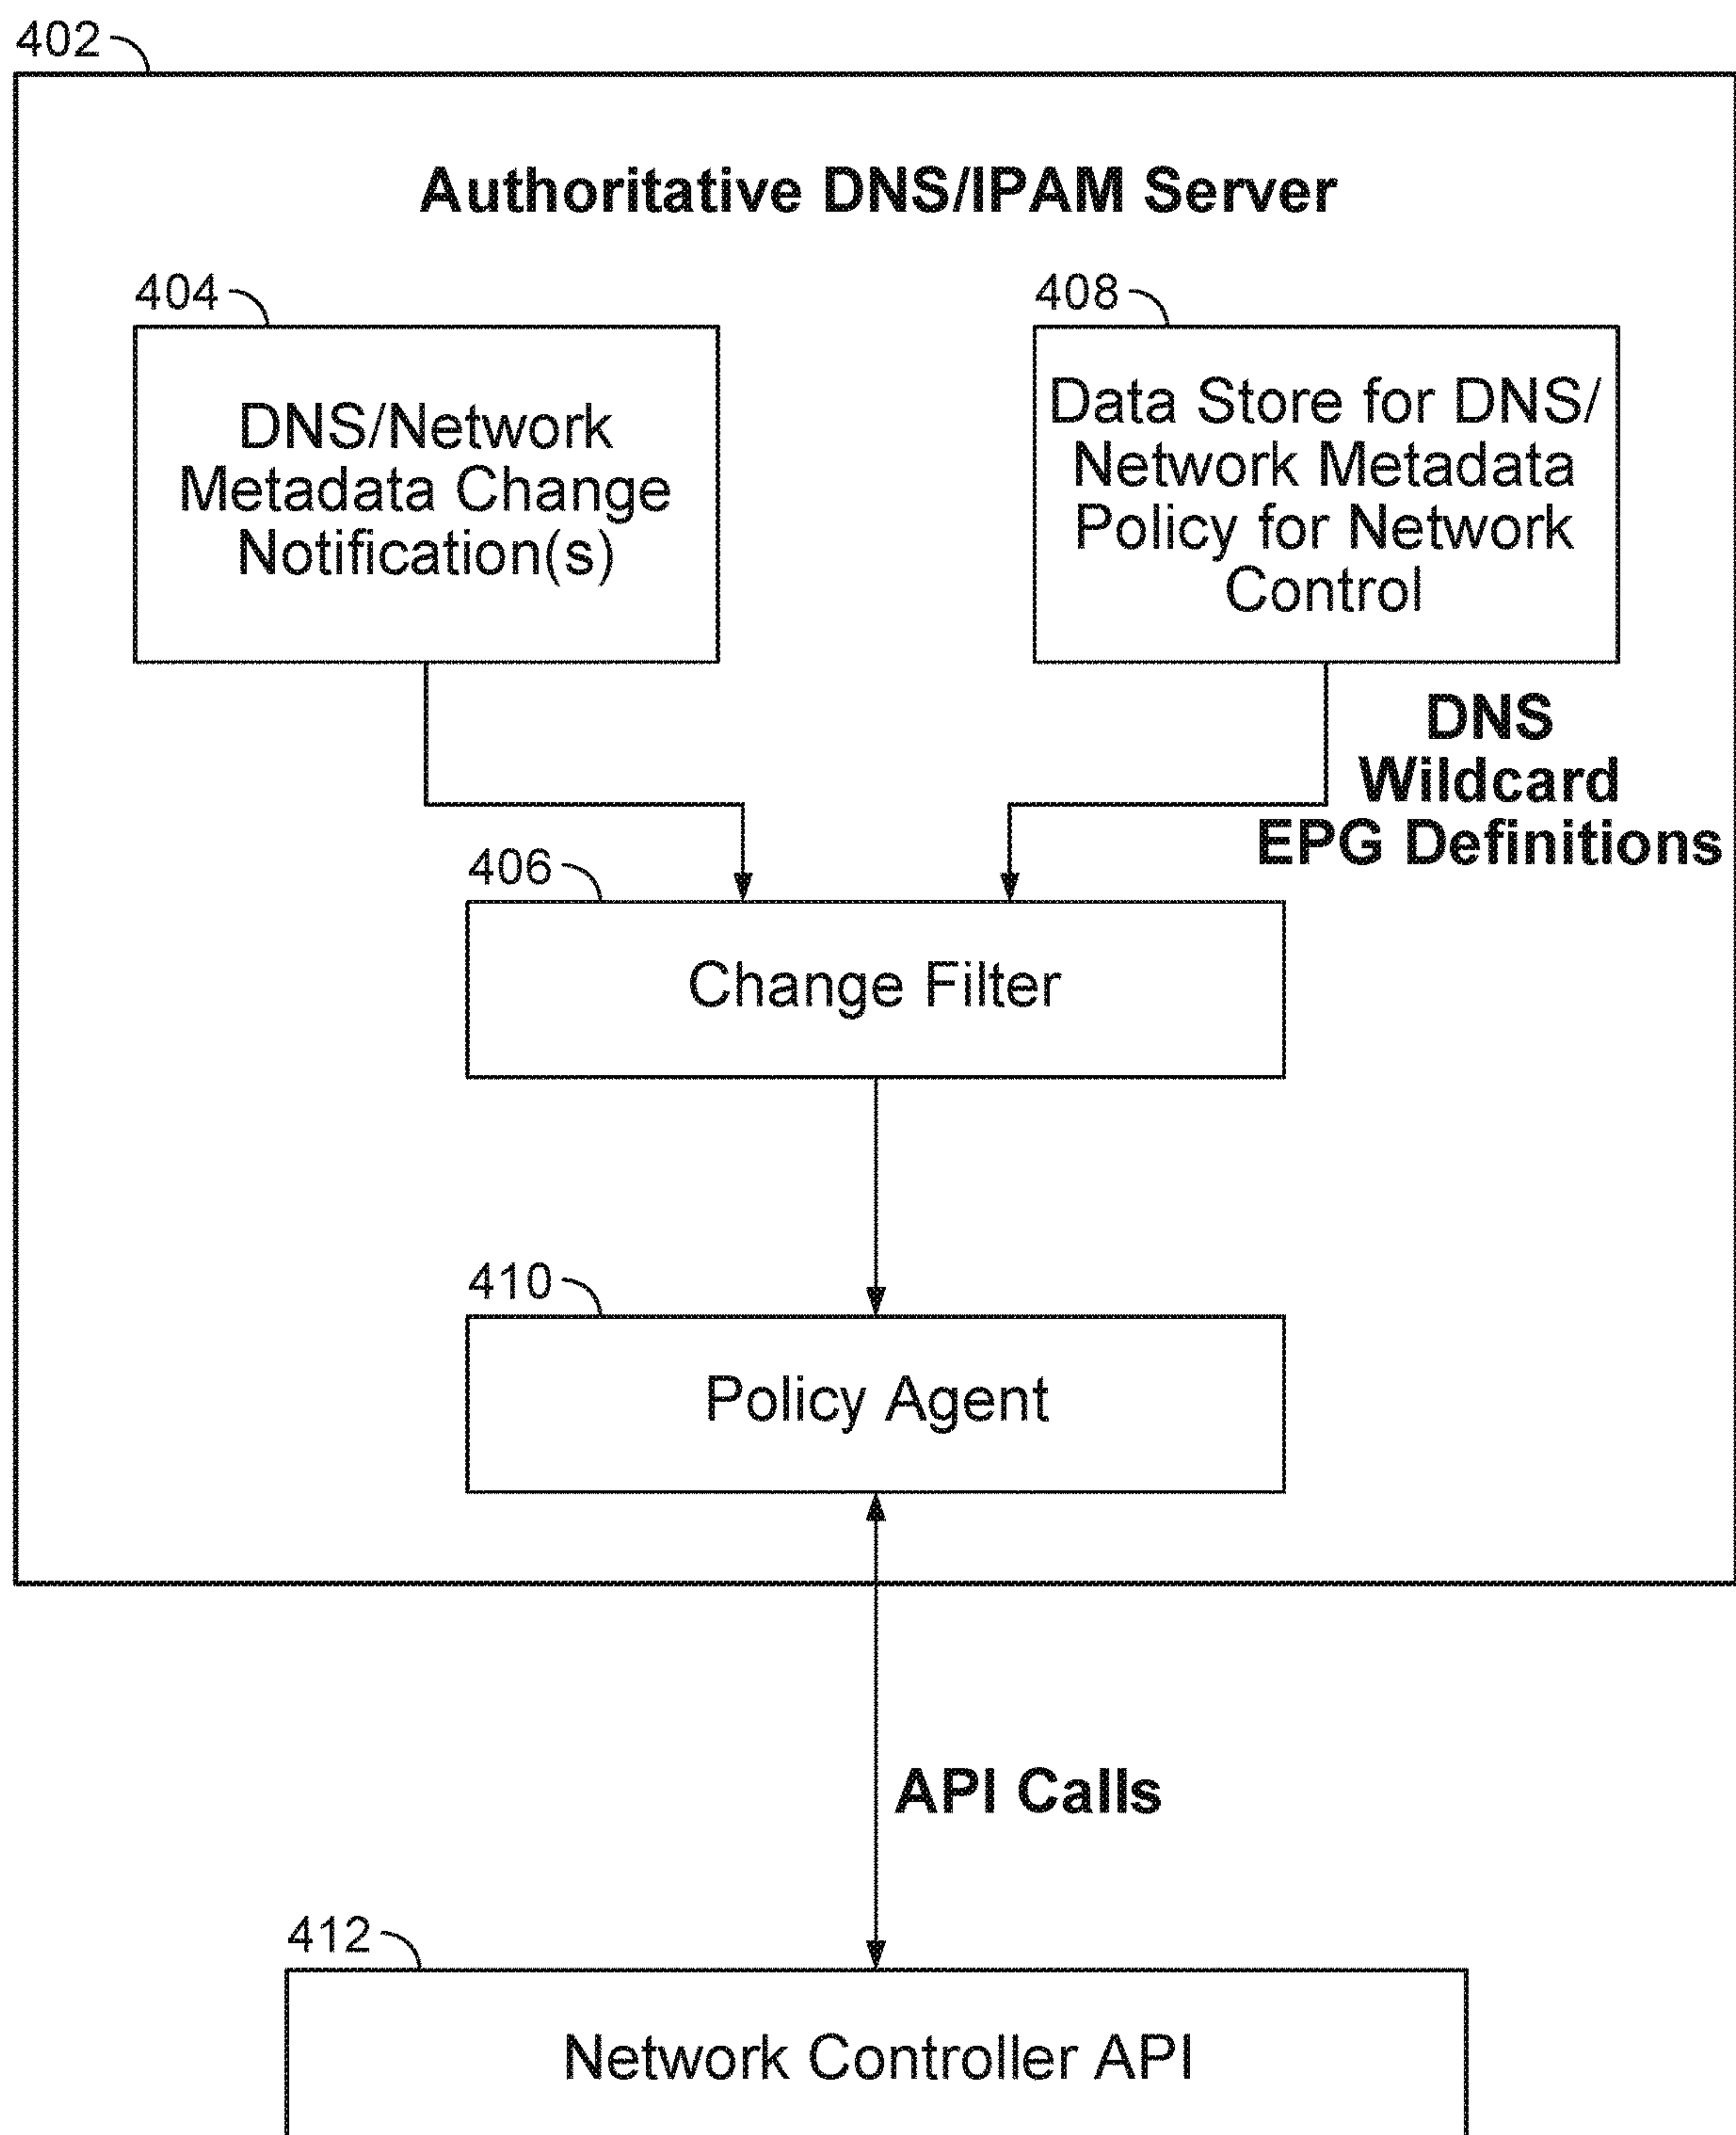 402
Authoritative DNS/IPAM Server
404
DNS/Network
Metadata Change
Notification(s)
408
Data Store for DNS/
Network Metadata
Policy for Network
Control
DNS
Wildcard
EPG Definitions
406
Change Filter
410
Policy Agent
API Calls
412
Network Controller API